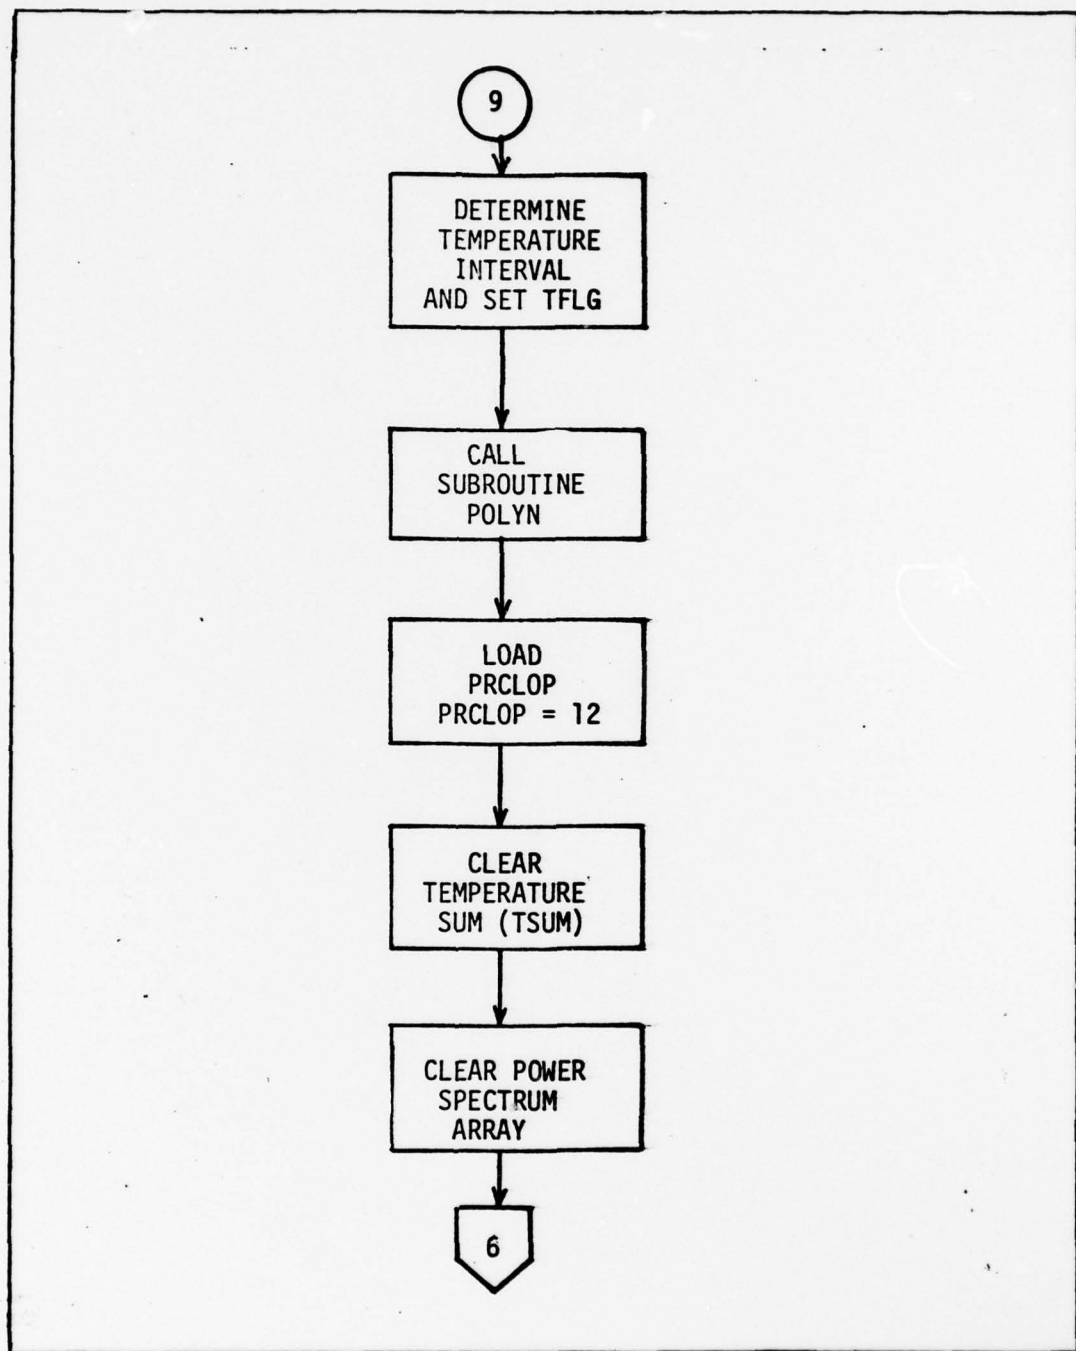 9
DETERMINE
TEMPERATURE
INTERVAL
AND SET TFLG
CALL
SUBROUTINE
POLYN
LOAD
PRCLOP
PRCLOP = 12
CLEAR
TEMPERATURE
SUM (TSUM)
CLEAR POWER
SPECTRUM
ARRAY
6